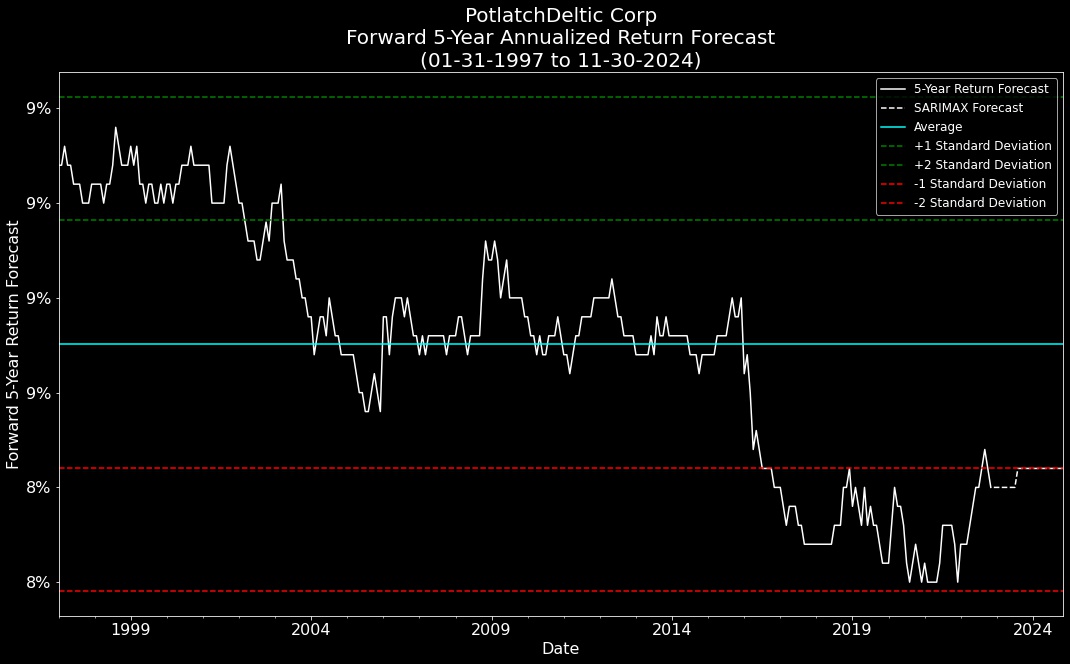 PotlatchDeltic Corp
Forward 5-Year Annualized Return Forecast
(01-31-1997 to 11-30-2024)
5-Year Return Forecast
SARIMAX Forecast
Average
+1 Standard Deviation
+2 Standard Deviation
-1 Standard Deviation
-2 Standard Deviation
Forward 5-Year Return Forecast
9%
9%
9%
9%
8%
8%
1999 2004 2009 2014 2019 2024
Date